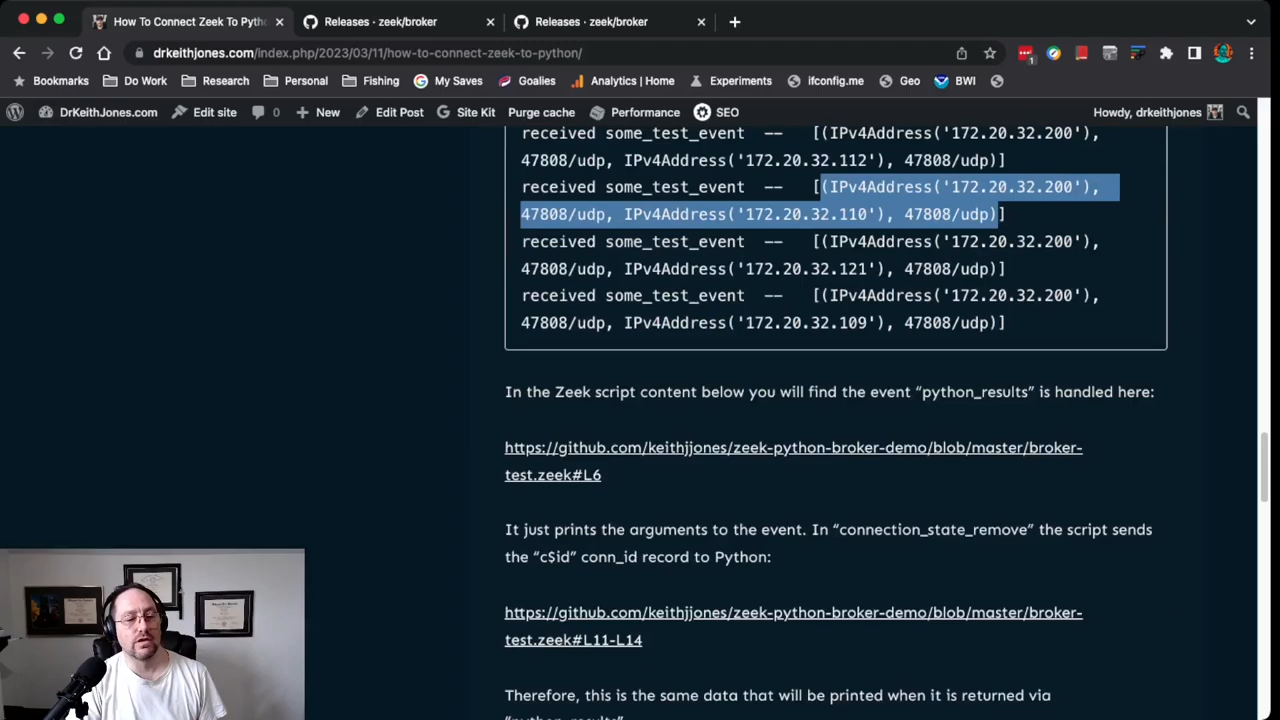 How To Connect Zeek To Pytho
Releases · zeek/broker
Releases · zeek/broker
drkeithjones.com/index.php/2023/03/11/how-to-connect-zeek-to-python/
1
Bookmarks
Do Work
Research
Personal
Fishing
My Saves
Goalies
Analytics | Home
Experiments
ifconfig.me
Geo
BWI
DrKeithJones.com
Edit site
0
New
Edit Post
Site Kit
Purge cache
Performance
SEO
Howdy, drkeithjones
received some_test_event -- [(IPv4Address('172.20.32.200'),
47808/udp, IPv4Address('172.20.32.112'), 47808/udp)]
received some_test_event -- [(IPv4Address('172.20.32.200'),
47808/udp, IPv4Address('172.20.32.110'), 47808/udp)]
received some_test_event -- [(IPv4Address('172.20.32.200'),
47808/udp, IPv4Address('172.20.32.121'), 47808/udp)]
received some_test_event -- [(IPv4Address('172.20.32.200'),
47808/udp, IPv4Address('172.20.32.109'), 47808/udp)]
In the Zeek script content below you will find the event “python_results” is handled here:
https://github.com/keithjjones/zeek-python-broker-demo/blob/master/broker-
test.zeek#L6
It just prints the arguments to the event. In “connection_state_remove” the script sends
the “c$id” conn_id record to Python:
https://github.com/keithjjones/zeek-python-broker-demo/blob/master/broker-
test.zeek#L11-L14
Therefore, this is the same data that will be printed when it is returned via
“python_results”